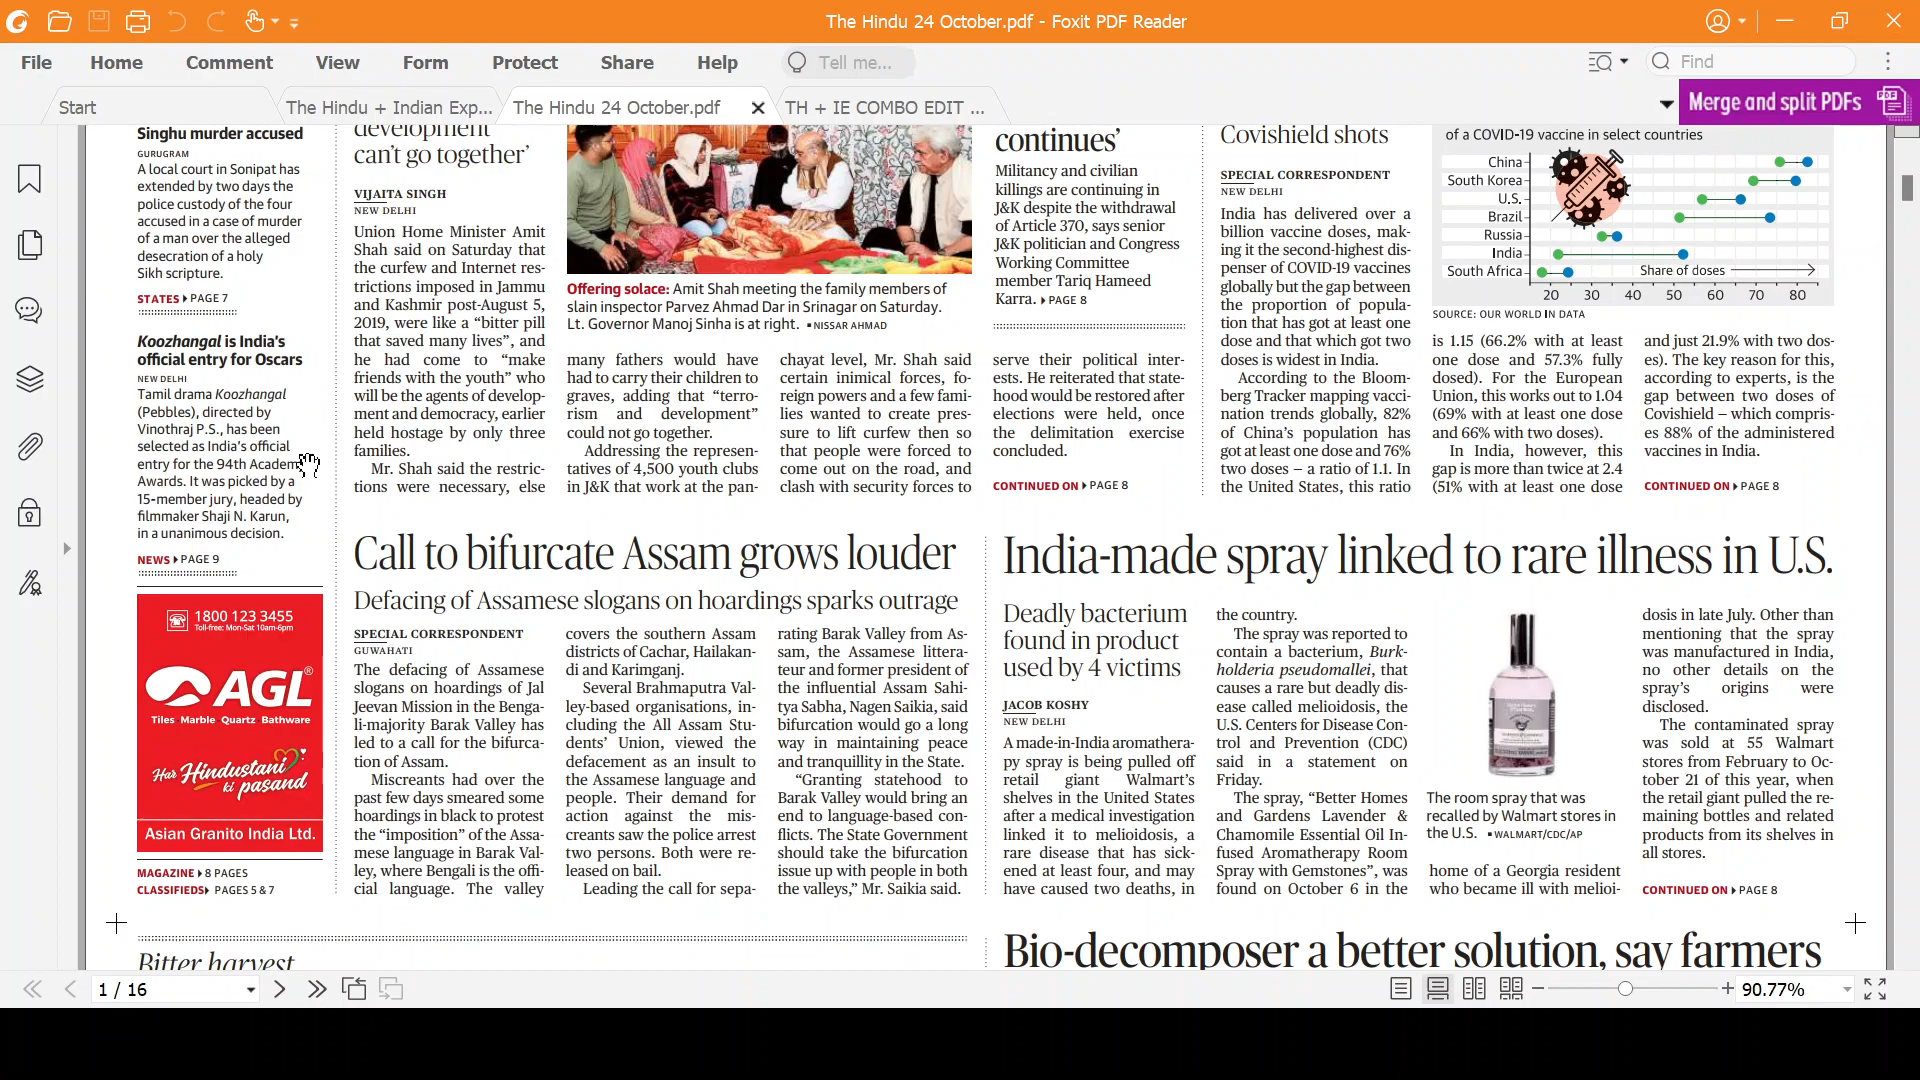 The Hindu 24 October.pdf - Foxit PDF Reader
File Home Comment View Form Protect Share Help Tell me... Find
Start The Hindu + Indian Exp... The Hindu 24 October.pdf TH + IE COMBO EDIT ... Merge and split PDFs
Singhu murder accused
GURUGRAM
A local court in Sonipat has
extended by two days the
police custody of the four
accused in a case of murder
of a man over the alleged
desecration of a holy
Sikh scripture.
STATES PAGE 7
Koozhangal is India's
official entry for Oscars
NEW DELHI
Tamil drama Koozhangal
(Pebbles), directed by
Vinothraj P.S., has been
selected as India's official
entry for the 94th Academ
Awards. It was picked by a
15-member jury, headed by
filmmaker Shaji N. Karun,
in a unanimous decision.
NEWS PAGE 9
1800 123 3455
Toll-free: Mon-Sat 10am-6pm
AGL®
Tiles Marble Quartz Bathware
Har Hindustani
ki pasand
Asian Granito India Ltd.
MAGAZINE 8 PAGES
CLASSIFIEDS PAGES 5 & 7
development
can't go together'
VIJAITA SINGH
NEW DELHI
Union Home Minister Amit
Shah said on Saturday that
the curfew and Internet res-
trictions imposed in Jammu
and Kashmir post-August 5,
2019, were like a “bitter pill
that saved many lives”, and
he had come to “make
friends with the youth” who
will be the agents of develop-
ment and democracy, earlier
held hostage by only three
families.
Mr. Shah said the restric-
tions were necessary, else
Offering solace: Amit Shah meeting the family members of
slain inspector Parvez Ahmad Dar in Srinagar on Saturday.
Lt. Governor Manoj Sinha is at right. ▪ NISSAR AHMAD
many fathers would have
had to carry their children to
graves, adding that “terro-
rism and development”
could not go together.
Addressing the represen-
tatives of 4,500 youth clubs
in J&K that work at the pan-
chayat level, Mr. Shah said
certain inimical forces, fo-
reign powers and a few fami-
lies wanted to create pres-
sure to lift curfew then so
that people were forced to
come out on the road, and
clash with security forces to
continues'
Militancy and civilian
killings are continuing in
J&K despite the withdrawal
of Article 370, says senior
J&K politician and Congress
Working Committee
member Tariq Hameed
Karra. PAGE 8
serve their political inter-
ests. He reiterated that state-
hood would be restored after
elections were held, once
the delimitation exercise
concluded.
CONTINUED ON PAGE 8
Covishield shots
SPECIAL CORRESPONDENT
NEW DELHI
India has delivered over a
billion vaccine doses, mak-
ing it the second-highest dis-
penser of COVID-19 vaccines
globally but the gap between
the proportion of popula-
tion that has got at least one
dose and that which got two
doses is widest in India.
According to the Bloom-
berg Tracker mapping vacci-
nation trends globally, 82%
of China's population has
got at least one dose and 76%
two doses – a ratio of 1.1. In
the United States, this ratio
of a COVID-19 vaccine in select countries
China
South Korea
U.S.
Brazil
Russia
India
South Africa
Share of doses
20 30 40 50 60 70 80
SOURCE: OUR WORLD IN DATA
is 1.15 (66.2% with at least
one dose and 57.3% fully
dosed). For the European
Union, this works out to 1.04
(69% with at least one dose
and 66% with two doses).
In India, however, this
gap is more than twice at 2.4
(51% with at least one dose
and just 21.9% with two dos-
es). The key reason for this,
according to experts, is the
gap between two doses of
Covishield – which compris-
es 88% of the administered
vaccines in India.
CONTINUED ON PAGE 8
Call to bifurcate Assam grows louder
Defacing of Assamese slogans on hoardings sparks outrage
SPECIAL CORRESPONDENT
GUWAHATI
The defacing of Assamese
slogans on hoardings of Jal
Jeevan Mission in the Benga-
li-majority Barak Valley has
led to a call for the bifurca-
tion of Assam.
Miscreants had over the
past few days smeared some
hoardings in black to protest
the “imposition” of the Assa-
mese language in Barak Val-
ley, where Bengali is the offi-
cial language. The valley
covers the southern Assam
districts of Cachar, Hailakan-
di and Karimganj.
Several Brahmaputra Val-
ley-based organisations, in-
cluding the All Assam Stu-
dents' Union, viewed the
defacement as an insult to
the Assamese language and
people. Their demand for
action against the mis-
creants saw the police arrest
two persons. Both were re-
leased on bail.
Leading the call for sepa-
rating Barak Valley from As-
sam, the Assamese littera-
teur and former president of
the influential Assam Sahi-
tya Sabha, Nagen Saikia, said
bifurcation would go a long
way in maintaining peace
and tranquillity in the State.
“Granting statehood to
Barak Valley would bring an
end to language-based con-
flicts. The State Government
should take the bifurcation
issue up with people in both
the valleys,” Mr. Saikia said.
India-made spray linked to rare illness in U.S.
Deadly bacterium
found in product
used by 4 victims
JACOB KOSHY
NEW DELHI
A made-in-India aromathera-
py spray is being pulled off
retail giant Walmart's
shelves in the United States
after a medical investigation
linked it to melioidosis, a
rare disease that has sick-
ened at least four, and may
have caused two deaths, in
the country.
The spray was reported to
contain a bacterium, Burk-
holderia pseudomallei, that
causes a rare but deadly dis-
ease called melioidosis, the
U.S. Centers for Disease Con-
trol and Prevention (CDC)
said in a statement on
Friday.
The spray, “Better Homes
and Gardens Lavender &
Chamomile Essential Oil In-
fused Aromatherapy Room
Spray with Gemstones”, was
found on October 6 in the
The room spray that was
recalled by Walmart stores in
the U.S. ▪ WALMART/CDC/AP
home of a Georgia resident
who became ill with melioi-
dosis in late July. Other than
mentioning that the spray
was manufactured in India,
no other details on the
spray's origins were
disclosed.
The contaminated spray
was sold at 55 Walmart
stores from February to Oc-
tober 21 of this year, when
the retail giant pulled the re-
maining bottles and related
products from its shelves in
all stores.
CONTINUED ON PAGE 8
Bitter harvest
Bio-decomposer a better solution, say farmers
1 / 16
90.77%